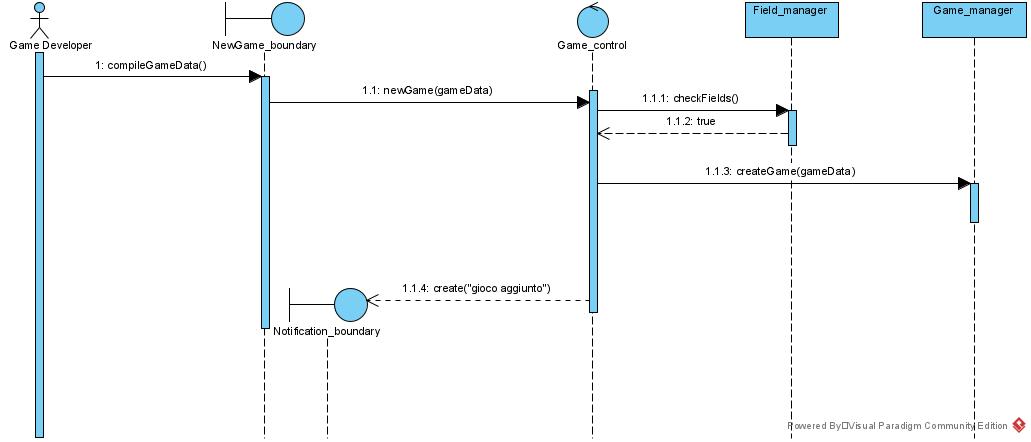 Game Developer
NewGame_boundary
Game_control
Field_manager
Game_manager
1: compileGameData()
1.1: newGame(gameData)
1.1.1: checkFields()
1.1.2: true
1.1.3: createGame(gameData)
1.1.4: create("gioco aggiunto")
Notification_boundary
Powered By Visual Paradigm Community Edition